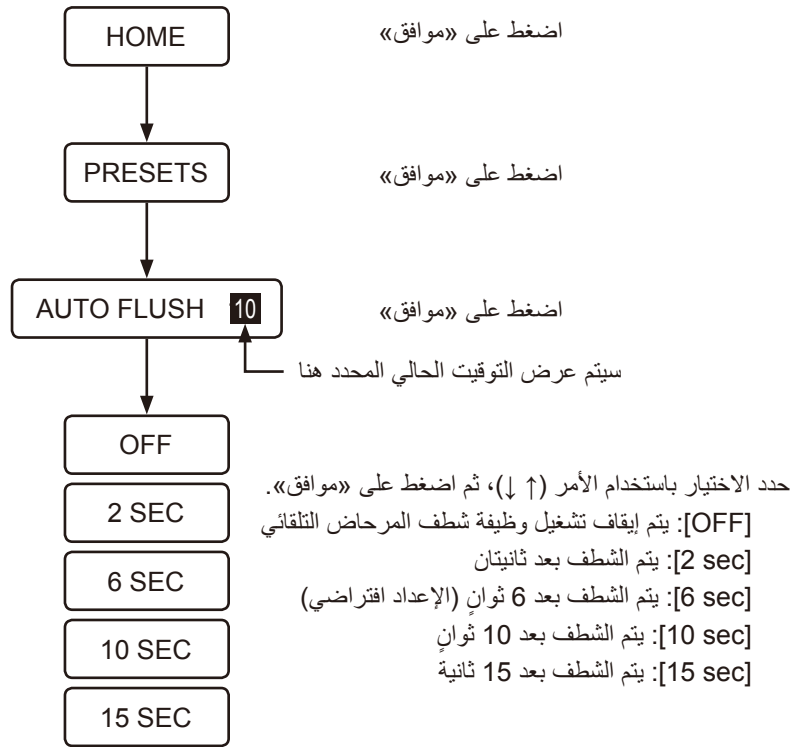 HOME
اضغط على «موافق»
PRESETS
اضغط على «موافق»
AUTO FLUSH 10
اضغط على «موافق»
سيتم عرض التوقيت الحالي المحدد هنا
OFF
2 SEC
6 SEC
10 SEC
15 SEC
حدد الاختيار باستخدام الأمر (↑ ↓)، ثم اضغط على «موافق».
[OFF]: يتم إيقاف تشغيل وظيفة شطف المرحاض التلقائي
[2 sec]: يتم الشطف بعد ثانيتان
[6 sec]: يتم الشطف بعد 6 ثوانٍ (الإعداد افتراضي)
[10 sec]: يتم الشطف بعد 10 ثوانٍ
[15 sec]: يتم الشطف بعد 15 ثانية